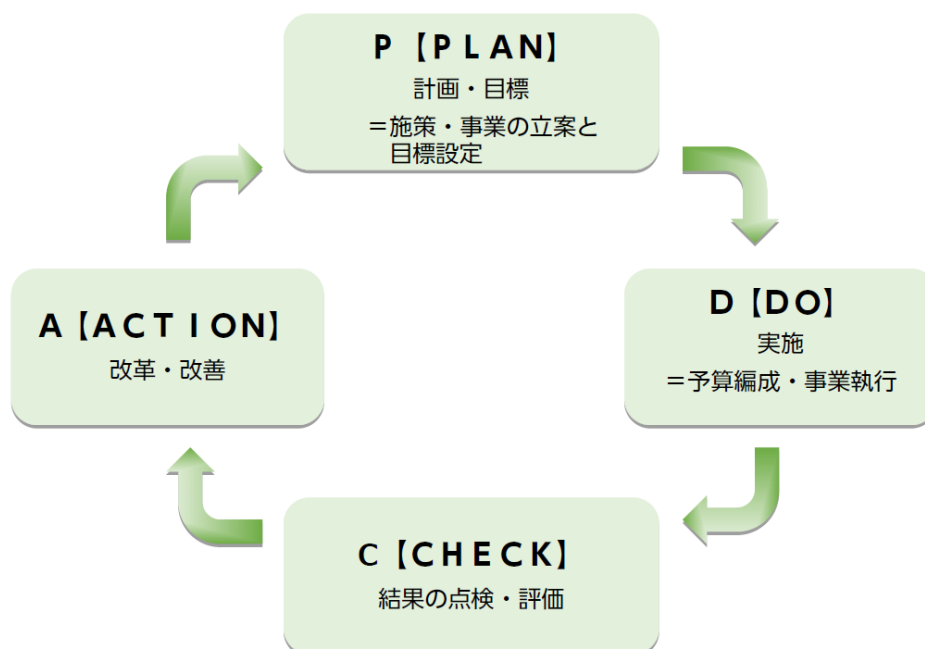 P【PLAN】
計画・目標
＝施策・事業の立案と
目標設定
D【DO】
実施
＝予算編成・事業執行
A【ACTION】
改革・改善
C【CHECK】
結果の点検・評価